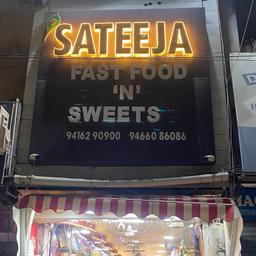 SATEEJA
FAST FOOD
'N'
SWEETS
94162 90900 94660 86086